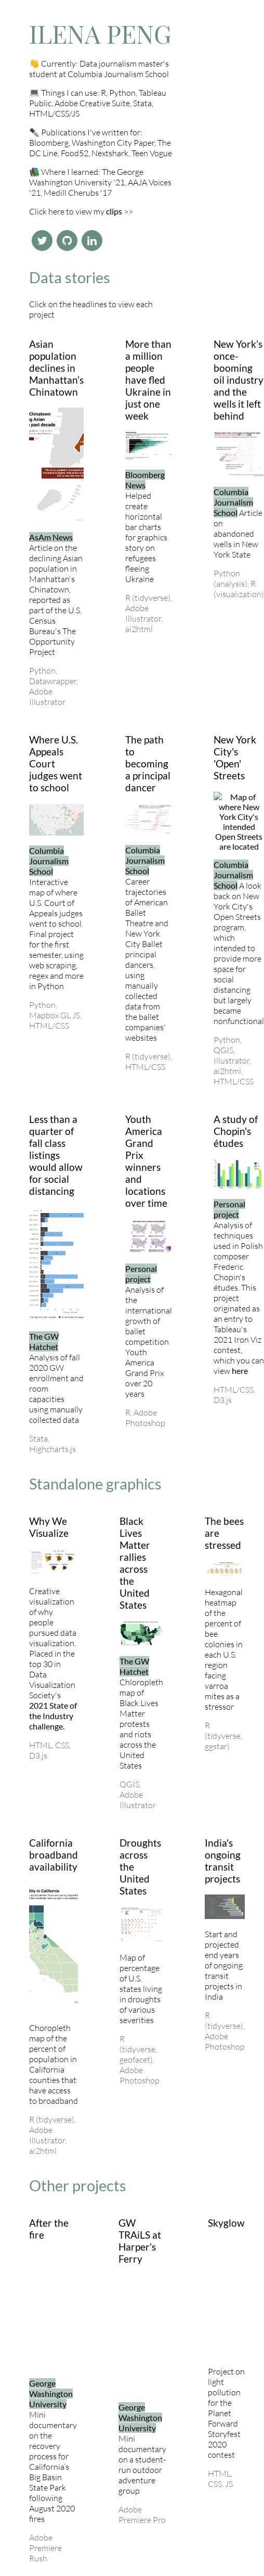 ILENA PENG
👋 Currently: Data journalism master's
student at Columbia Journalism School
💻 Things I can use: R, Python, Tableau
Public, Adobe Creative Suite, Stata,
HTML/CSS/JS
✒️ Publications I've written for:
Bloomberg, Washington City Paper, The
DC Line, Food52, Nextshark, Teen Vogue
📚 Where I learned: The George
Washington University '21, AAJA Voices
'21, Medill Cherubs '17
Click here to view my clips >>
Data stories
Click on the headlines to view each
project
Asian
population
declines in
Manhattan's
Chinatown
Chinatown
past decade
AsAm News
Article on the
declining Asian
population in
Manhattan's
Chinatown,
reported as
part of the U.S.
Census
Bureau's The
Opportunity
Project
Python,
Datawrapper,
Adobe
Illustrator
More than
a million
people
have fled
Ukraine in
just one
week
Bloomberg
News
Helped
create
horizontal
bar charts
for graphics
story on
refugees
fleeing
Ukraine
R (tidyverse),
Adobe
Illustrator,
ai2html
New York's
once-
booming
oil industry
and the
wells it left
behind
Columbia
Journalism
School Article
on
abandoned
wells in New
York State
Python
(analysis), R
(visualization)
Where U.S.
Appeals
Court
judges went
to school
Columbia
Journalism
School
Interactive
map of where
U.S. Court of
Appeals judges
went to school.
Final project
for the first
semester, using
web scraping,
regex and more
in Python
Python,
Mapbox GL JS,
HTML/CSS
The path
to
becoming
a principal
dancer
Columbia
Journalism
School
Career
trajectories
of American
Ballet
Theatre and
New York
City Ballet
principal
dancers,
using
manually
collected
data from
the ballet
companies'
websites
R (tidyverse),
HTML/CSS
New York
City's
'Open'
Streets
Map of
where New
York City's
intended
Open Streets
are located
Columbia
Journalism
School A look
back on New
York City's
Open Streets
program,
which
intended to
provide more
space for
social
distancing
but largely
became
nonfunctional
Python,
QGIS,
Illustrator,
ai2html,
HTML/CSS
Less than a
quarter of
fall class
listings
would allow
for social
distancing
The GW
Hatchet
Analysis of fall
2020 GW
enrollment and
room
capacities
using manually
collected data
Stata,
Highcharts.js
Youth
America
Grand
Prix
winners
and
locations
over time
Personal
project
Analysis of
the
international
growth of
ballet
competition
Youth
America
Grand Prix
over 20
years
R, Adobe
Photoshop
A study of
Chopin's
études
Personal
project
Analysis of
techniques
used in Polish
composer
Frederic
Chopin's
études. This
project
originated as
an entry to
Tableau's
2021 Iron Viz
contest,
which you can
view here
HTML/CSS,
D3.js
Standalone graphics
Why We
Visualize
Creative
visualization
of why
people
pursued data
visualization.
Placed in the
top 30 in
Data
Visualization
Society's
2021 State of
the Industry
challenge.
HTML, CSS,
D3.js
Black
Lives
Matter
rallies
across
the
United
States
The GW
Hatchet
Chloropleth
map of
Black Lives
Matter
protests
and riots
across the
United
States
QGIS,
Adobe
Illustrator
The bees
are
stressed
Hexagonal
heatmap
of the
percent of
bee
colonies in
each U.S.
region
facing
varroa
mites as a
stressor
R
(tidyverse,
ggstar)
California
broadband
availability
Choropleth
map of the
percent of
population in
California
counties that
have access
to broadband
R (tidyverse),
Adobe
Illustrator,
ai2html
Droughts
across
the
United
States
Map of
percentage
of U.S.
states living
in droughts
of various
severities
R
(tidyverse,
geofacet),
Adobe
Photoshop
India's
ongoing
transit
projects
Start and
projected
end years
of ongoing
transit
projects in
India
R
(tidyverse),
Adobe
Photoshop
Other projects
After the
fire
George
Washington
University
Mini
documentary
on the
recovery
process for
California's
Big Basin
State Park
following
August 2020
fires
Adobe
Premiere
Rush
GW
TRAiLS at
Harper's
Ferry
George
Washington
University
Mini
documentary
on a student-
run outdoor
adventure
group
Adobe
Premiere Pro
Skyglow
Project on
light
pollution
for the
Planet
Forward
Storyfest
2020
contest
HTML,
CSS, JS